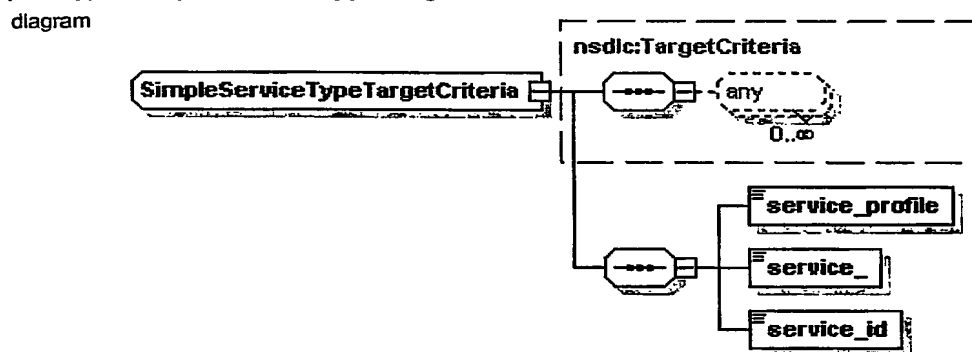 diagram
nsdlc:TargetCriteria
SimpleServiceTypeTargetCriteria
any
0..∞
service_profile
service_
service_id